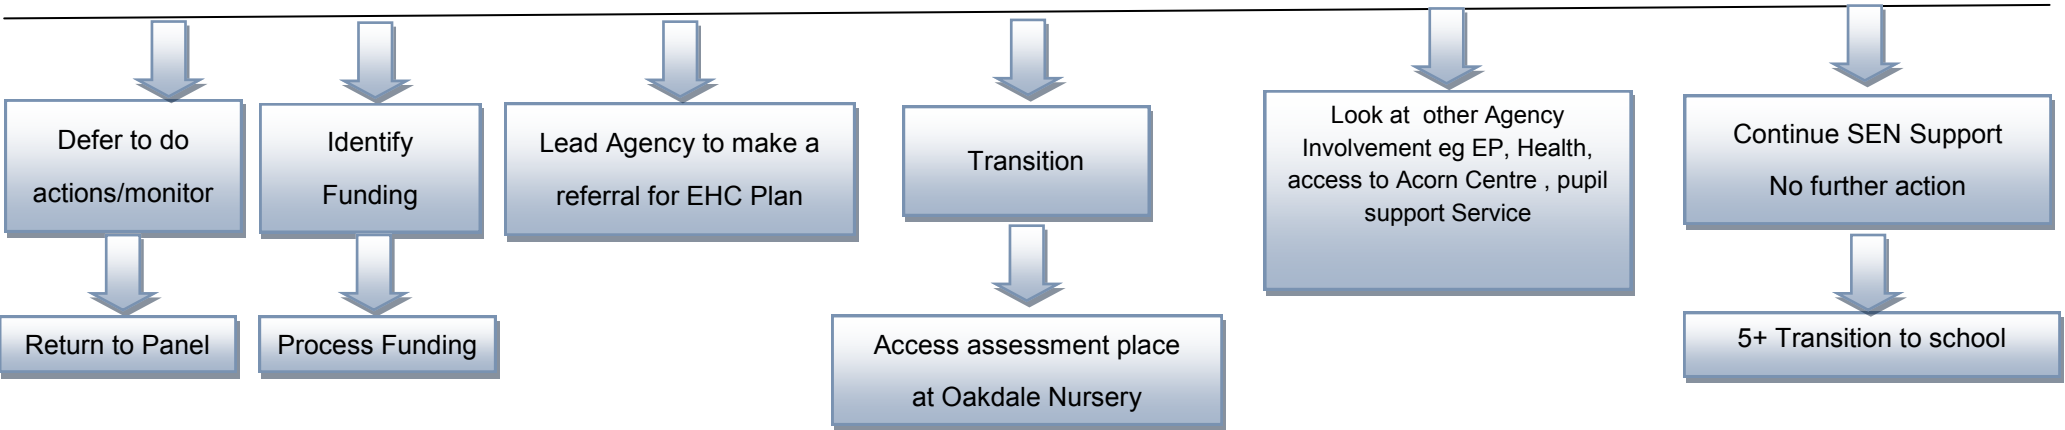 Defer to do
actions/monitor
Identify
Funding
Lead Agency to make a
referral for EHC Plan
Transition
Look at  other Agency
Involvement eg EP, Health,
access to Acorn Centre , pupil
support Service
Continue SEN Support
No further action
Return to Panel
Process Funding
Access assessment place
at Oakdale Nursery
5+ Transition to school